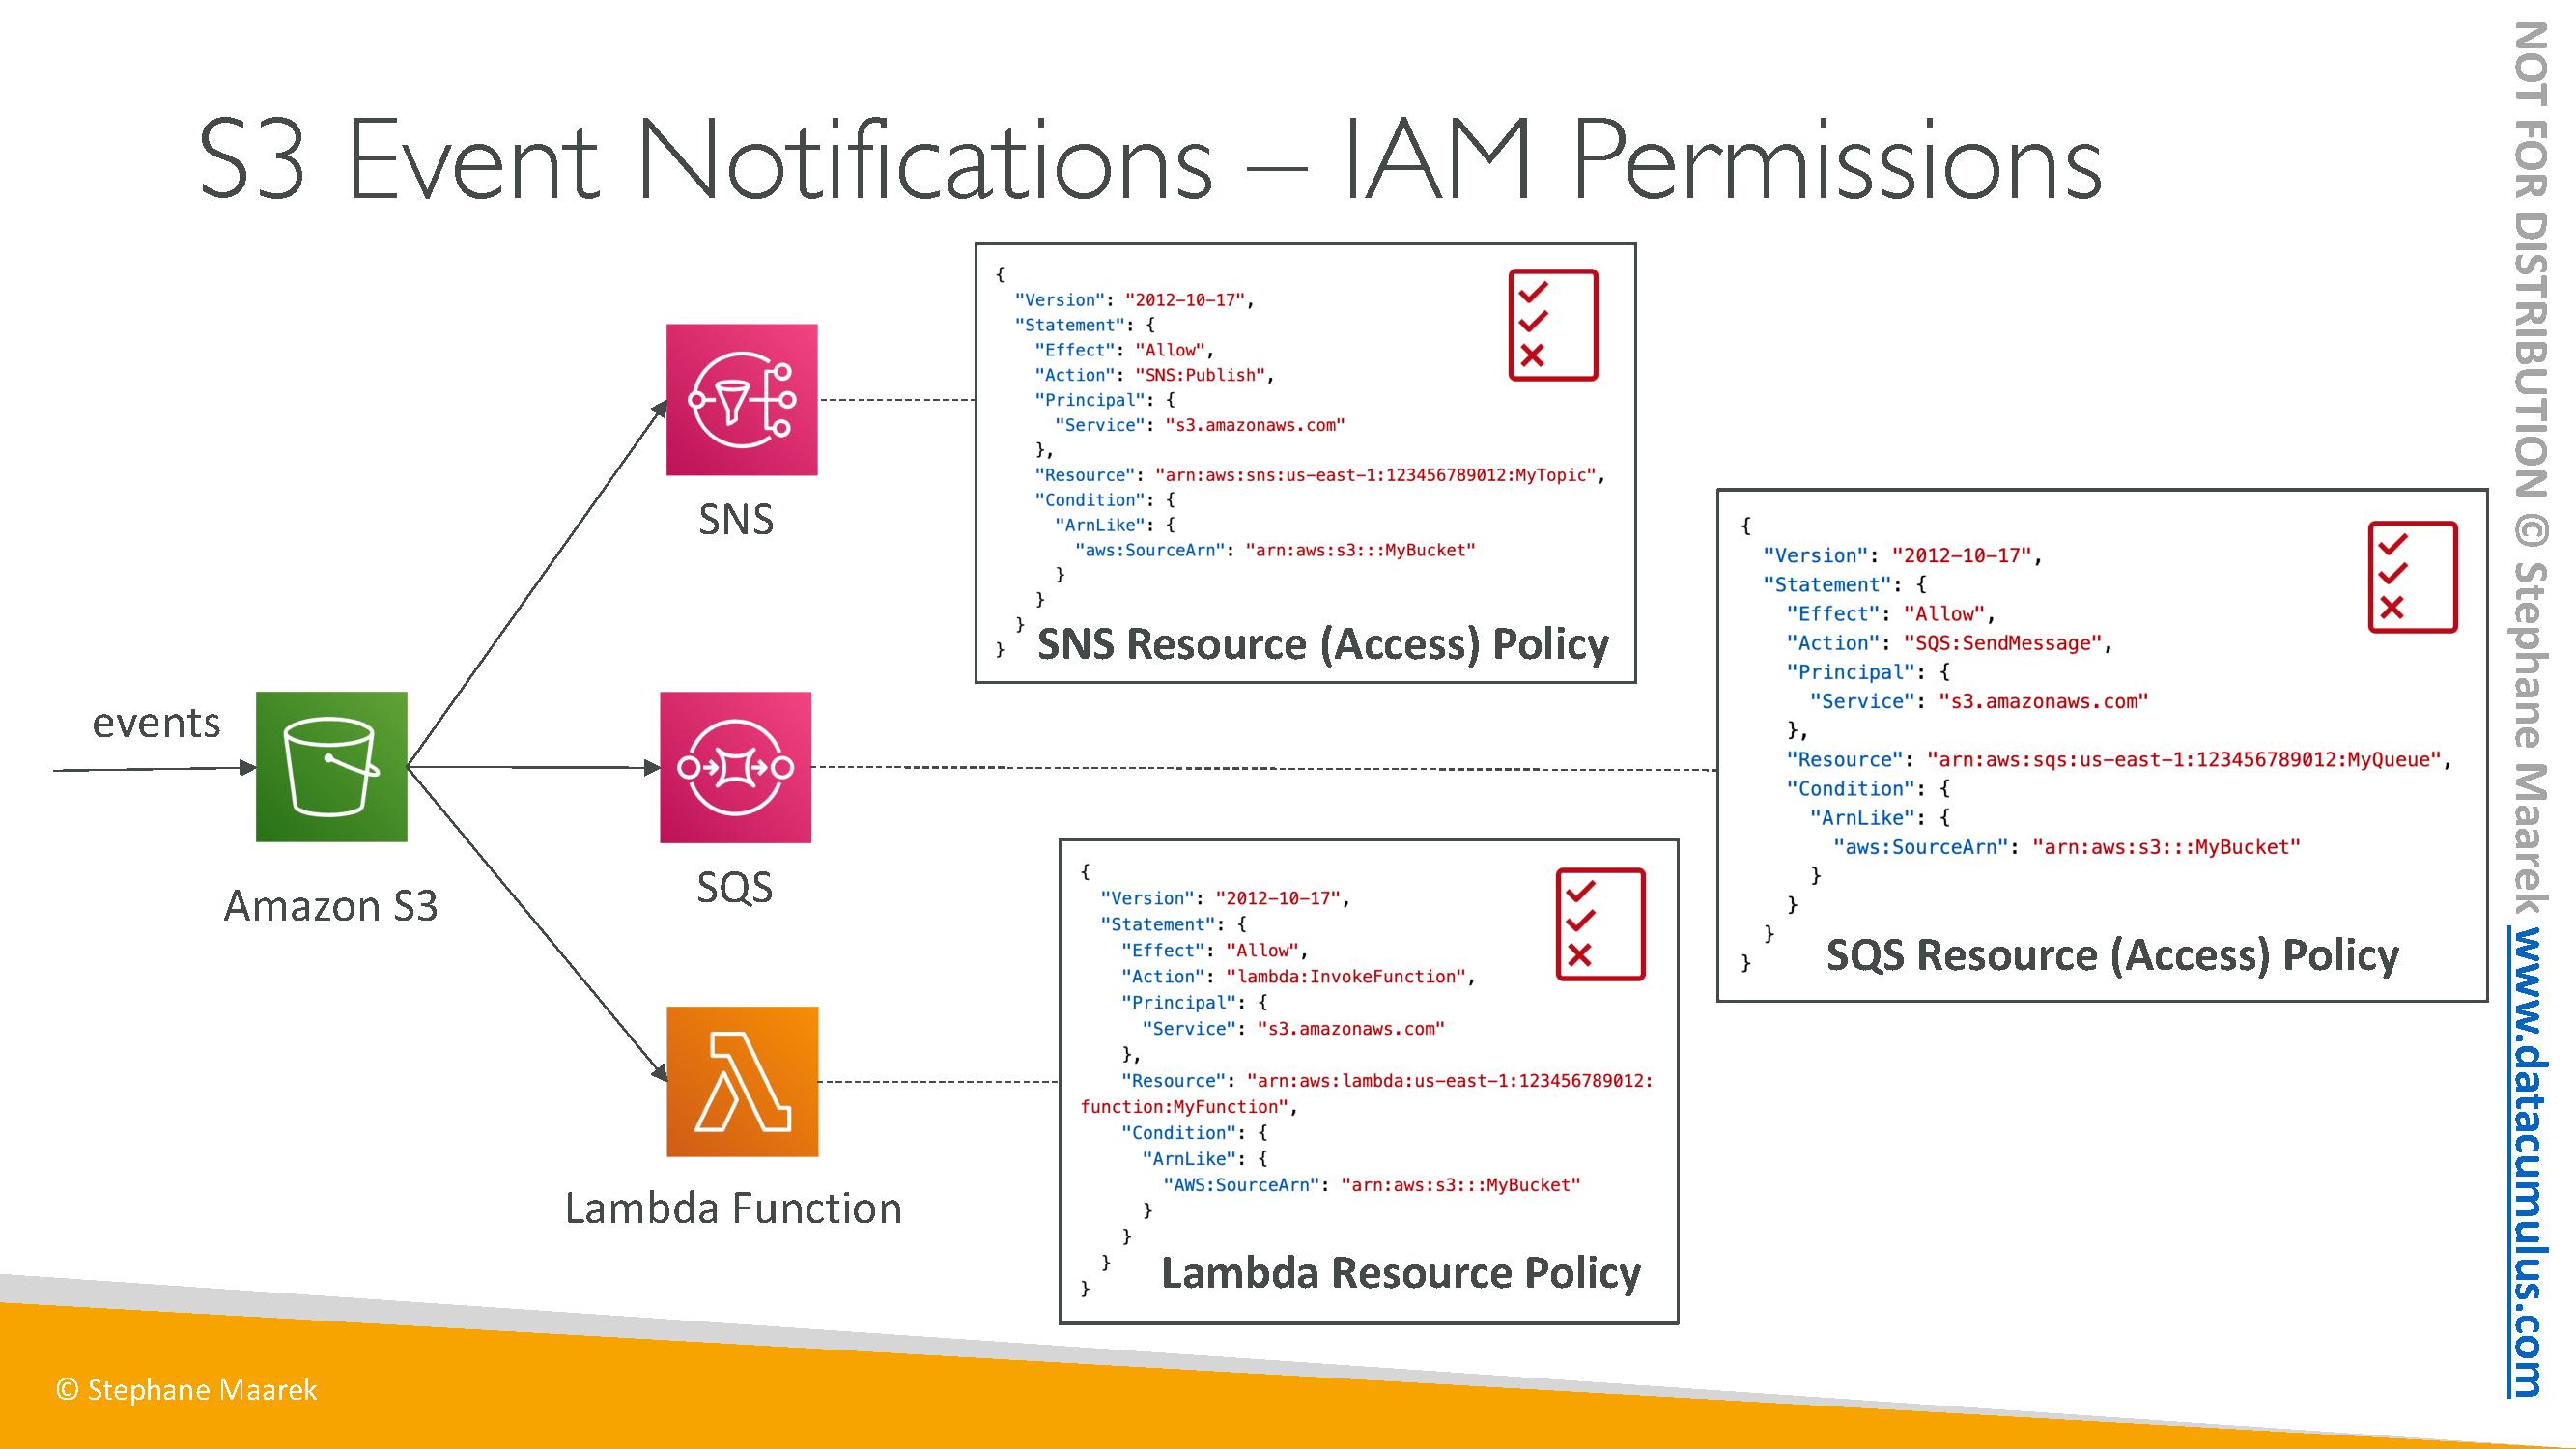 S3 Event Notifications – IAM Permissions
events
Amazon S3
SNS
SQS
Lambda Function
{
"Version": "2012-10-17",
"Statement": {
"Effect": "Allow",
"Action": "SNS:Publish",
"Principal": {
"Service": "s3.amazonaws.com"
},
"Resource": "arn:aws:sns:us-east-1:123456789012:MyTopic",
"Condition": {
"ArnLike": {
"aws:SourceArn": "arn:aws:s3:::MyBucket"
}
}
}
}
SNS Resource (Access) Policy
{
"Version": "2012-10-17",
"Statement": {
"Effect": "Allow",
"Action": "SQS:SendMessage",
"Principal": {
"Service": "s3.amazonaws.com"
},
"Resource": "arn:aws:sqs:us-east-1:123456789012:MyQueue",
"Condition": {
"ArnLike": {
"aws:SourceArn": "arn:aws:s3:::MyBucket"
}
}
}
}
SQS Resource (Access) Policy
{
"Version": "2012-10-17",
"Statement": {
"Effect": "Allow",
"Action": "lambda:InvokeFunction",
"Principal": {
"Service": "s3.amazonaws.com"
},
"Resource": "arn:aws:lambda:us-east-1:123456789012:
function:MyFunction",
"Condition": {
"ArnLike": {
"AWS:SourceArn": "arn:aws:s3:::MyBucket"
}
}
}
}
Lambda Resource Policy
© Stephane Maarek
NOT FOR DISTRIBUTION © Stephane Maarek www.datacumulus.com